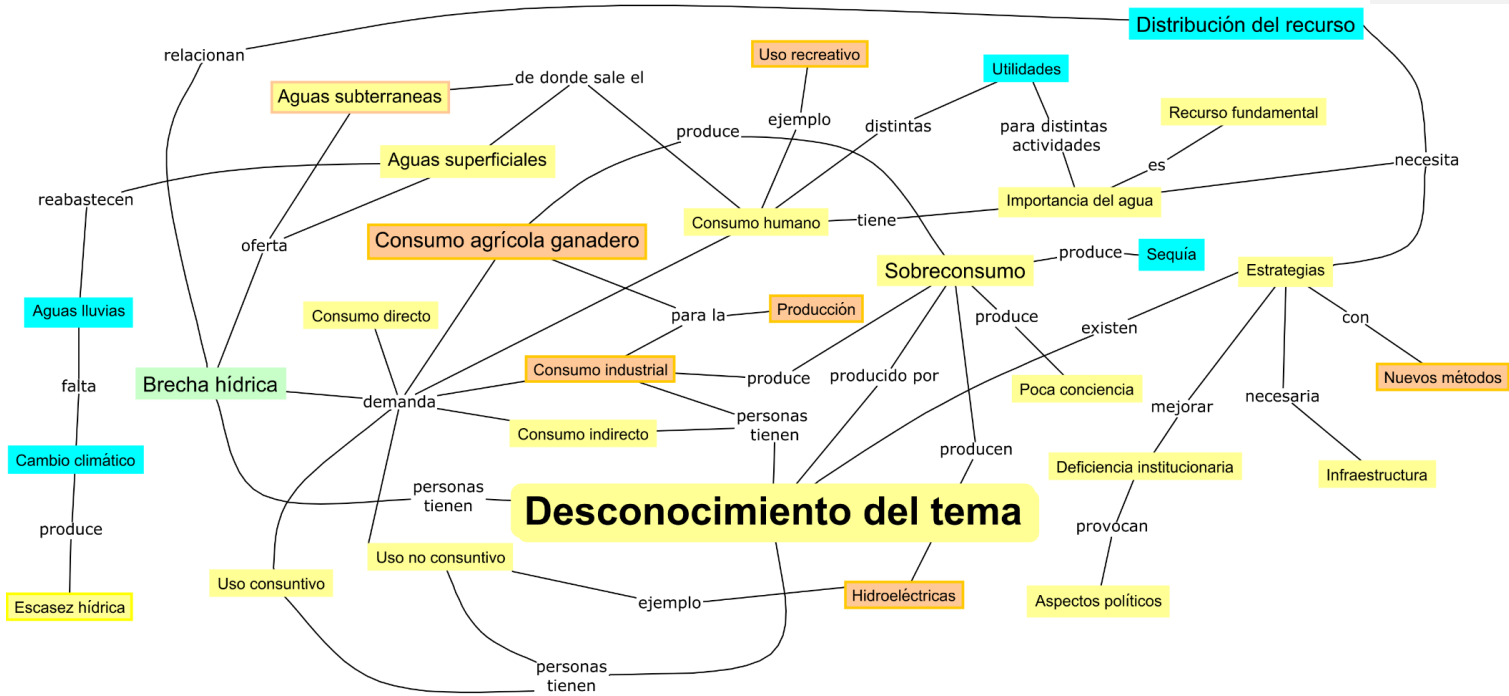 Distribución del recurso
relacionan
Uso recreativo
Utilidades
de donde sale el
Aguas subterraneas
Recurso fundamental
ejemplo
distintas
para distintas
actividades
produce
Aguas superficiales
necesita
es
reabastecen
Importancia del agua
Consumo humano
tiene
Consumo agrícola ganadero
oferta
produce
Sequía
Sobreconsumo
Estrategias
Aguas lluvias
Consumo directo
para la
Producción
produce
existen
con
Consumo industrial
produce
producido por
Nuevos métodos
Brecha hídrica
falta
demanda
Poca conciencia
necesaria
mejorar
personas
tienen
Consumo indirecto
producen
Cambio climático
Deficiencia institucionaria
Infraestructura
personas
tienen
Desconocimiento del tema
produce
provocan
Uso no consuntivo
Uso consuntivo
Hidroeléctricas
ejemplo
Aspectos políticos
Escasez hídrica
personas
tienen